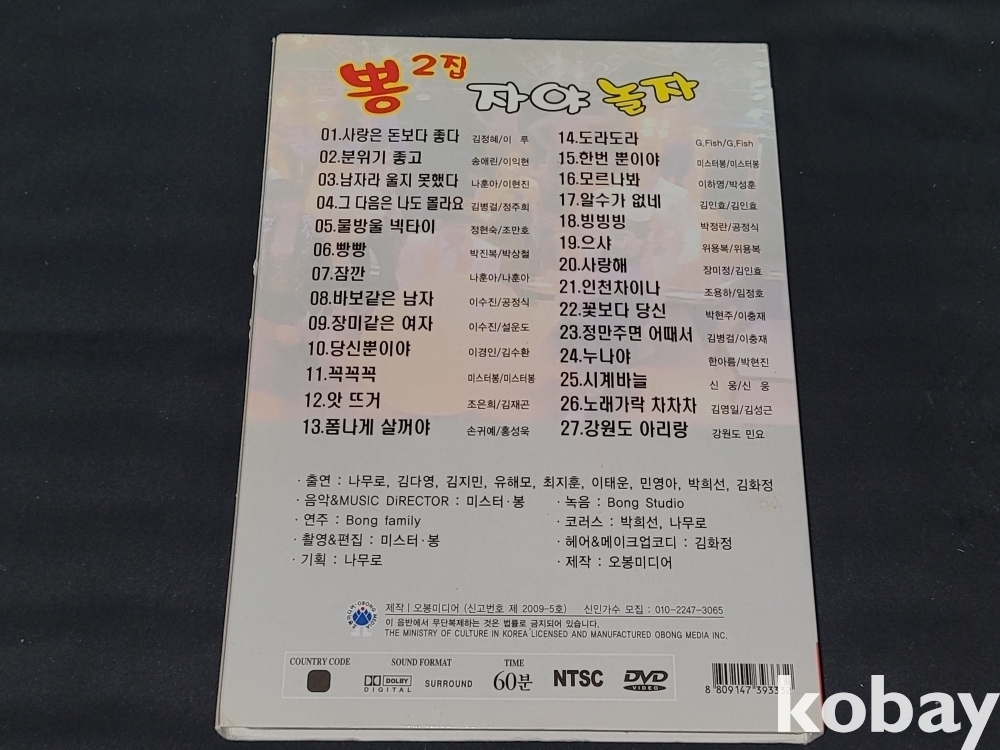 뽕 2집 자야 놀자
01.사랑은 돈보다 좋다 김정혜/이 루
02.분위기 좋고 송애린/이익현
03.남자라 울지 못했다 나훈아/이현진
04.그 다음은 나도 몰라요 김병걸/정주희
05.물방울 넥타이 정현숙/조만호
06.빵빵 박진복/박상철
07.잠깐 나훈아/나훈아
08.바보같은 남자 이수진/공정식
09.장미같은 여자 이수진/설운도
10.당신뿐이야 이경인/김수환
11.꼭꼭꼭 미스터봉/미스터봉
12.앗 뜨거 조은희/김재곤
13.폼나게 살꺼야 손귀예/홍성욱
14.도라도라 G,Fish/G,Fish
15.한번 뿐이야 미스터봉/미스터봉
16.모르나봐 이하영/박성훈
17.알수가 없네 김인효/김인효
18.빙빙빙 박정란/공정식
19.으샤 위용복/위용복
20.사랑해 장미정/김인효
21.인천차이나 조용하/임정호
22.꽃보다 당신 박현주/이충재
23.정만주면 어때서 김병걸/이충재
24.누나야 한아름/박현진
25.시계바늘 신 웅/신 웅
26.노래가락 차차차 김영일/김성근
27.강원도 아리랑 강원도 민요
· 출연 : 나무로, 김다영, 김지민, 유해모, 최지훈, 이태운, 민영아, 박희선, 김화정
· 음악&MUSIC DiRECTOR : 미스터·봉
· 녹음 : Bong Studio
· 연주 : Bong family
· 코러스 : 박희선, 나무로
· 촬영&편집 : 미스터·봉
· 헤어&메이크업코디 : 김화정
· 기획 : 나무로
· 제작 : 오봉미디어
제작 | 오봉미디어 (신고번호 제 2009-5호) 신인가수 모집 : 010-2247-3065
이 음반에서 무단복제하는 것은 법률로 금지되어 있습니다.
THE MINISTRY OF CULTURE IN KOREA LICENSED AND MANUFACTURED OBONG MEDIA INC.
COUNTRY CODE
SOUND FORMAT
DOLBY DIGITAL
SURROUND
TIME
60분
NTSC
DVD VIDEO
8 809147
kobay